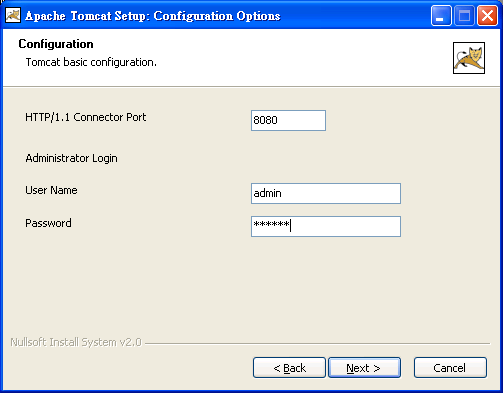 Apache Tomcat Setup: Configuration Options
Configuration
Tomcat basic configuration.
HTTP/1.1 Connector Port 8080
Administrator Login
User Name admin
Password ******
Nullsoft Install System v2.0
< Back Next > Cancel